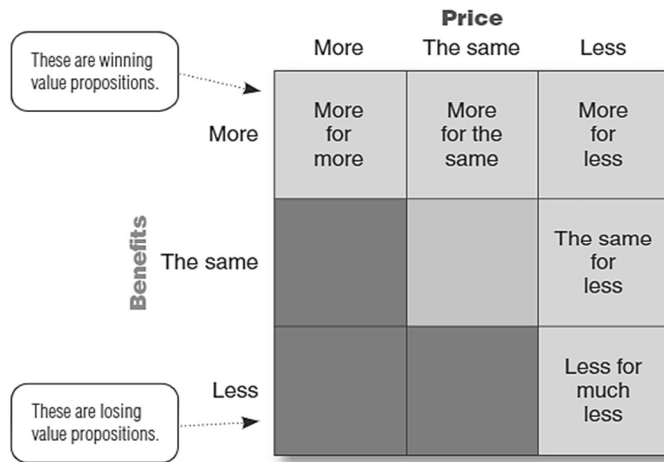 Price
More The same Less
These are winning
value propositions.
More
More
for
more
More
for the
same
More
for
less
Benefits
The same
The same
for
less
Less
Less for
much
less
These are losing
value propositions.